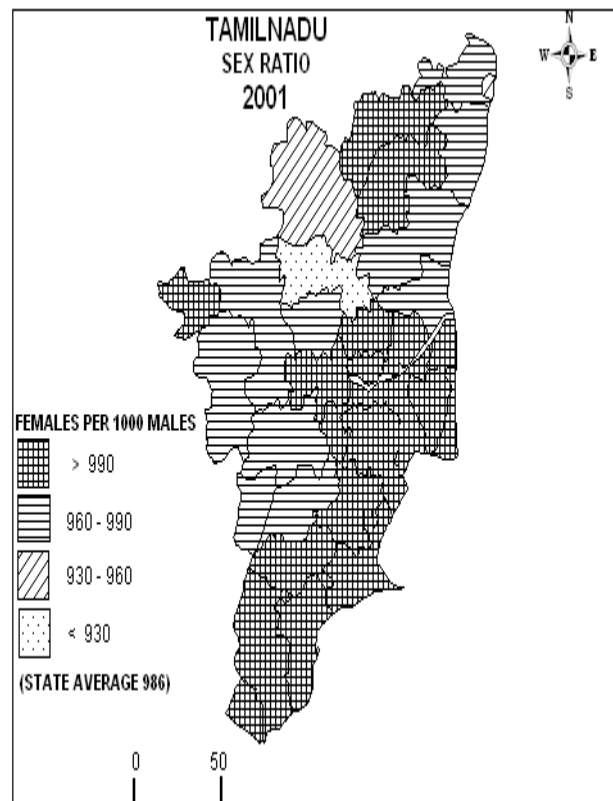 TAMILNADU
SEX RATIO
2001
N
W E
S
FEMALES PER 1000 MALES
> 990
960 - 990
930 - 960
< 930
(STATE AVERAGE 986)
0 50